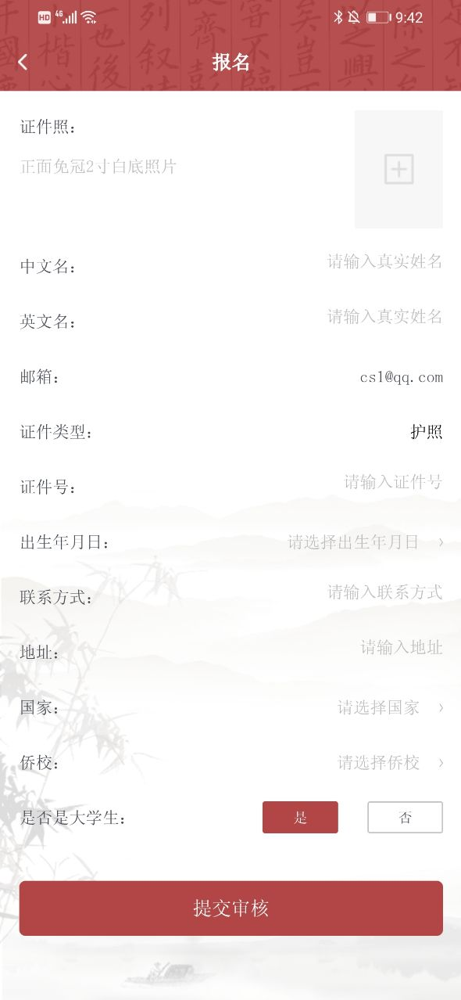 HD 4G 9:42
报名
证件照：
正面免冠2寸白底照片
中文名： 请输入真实姓名
英文名： 请输入真实姓名
邮箱： cs1@qq.com
证件类型： 护照
证件号： 请输入证件号
出生年月日： 请选择出生年月日
联系方式： 请输入联系方式
地址： 请输入地址
国家： 请选择国家
侨校： 请选择侨校
是否是大学生： 是 否
提交审核